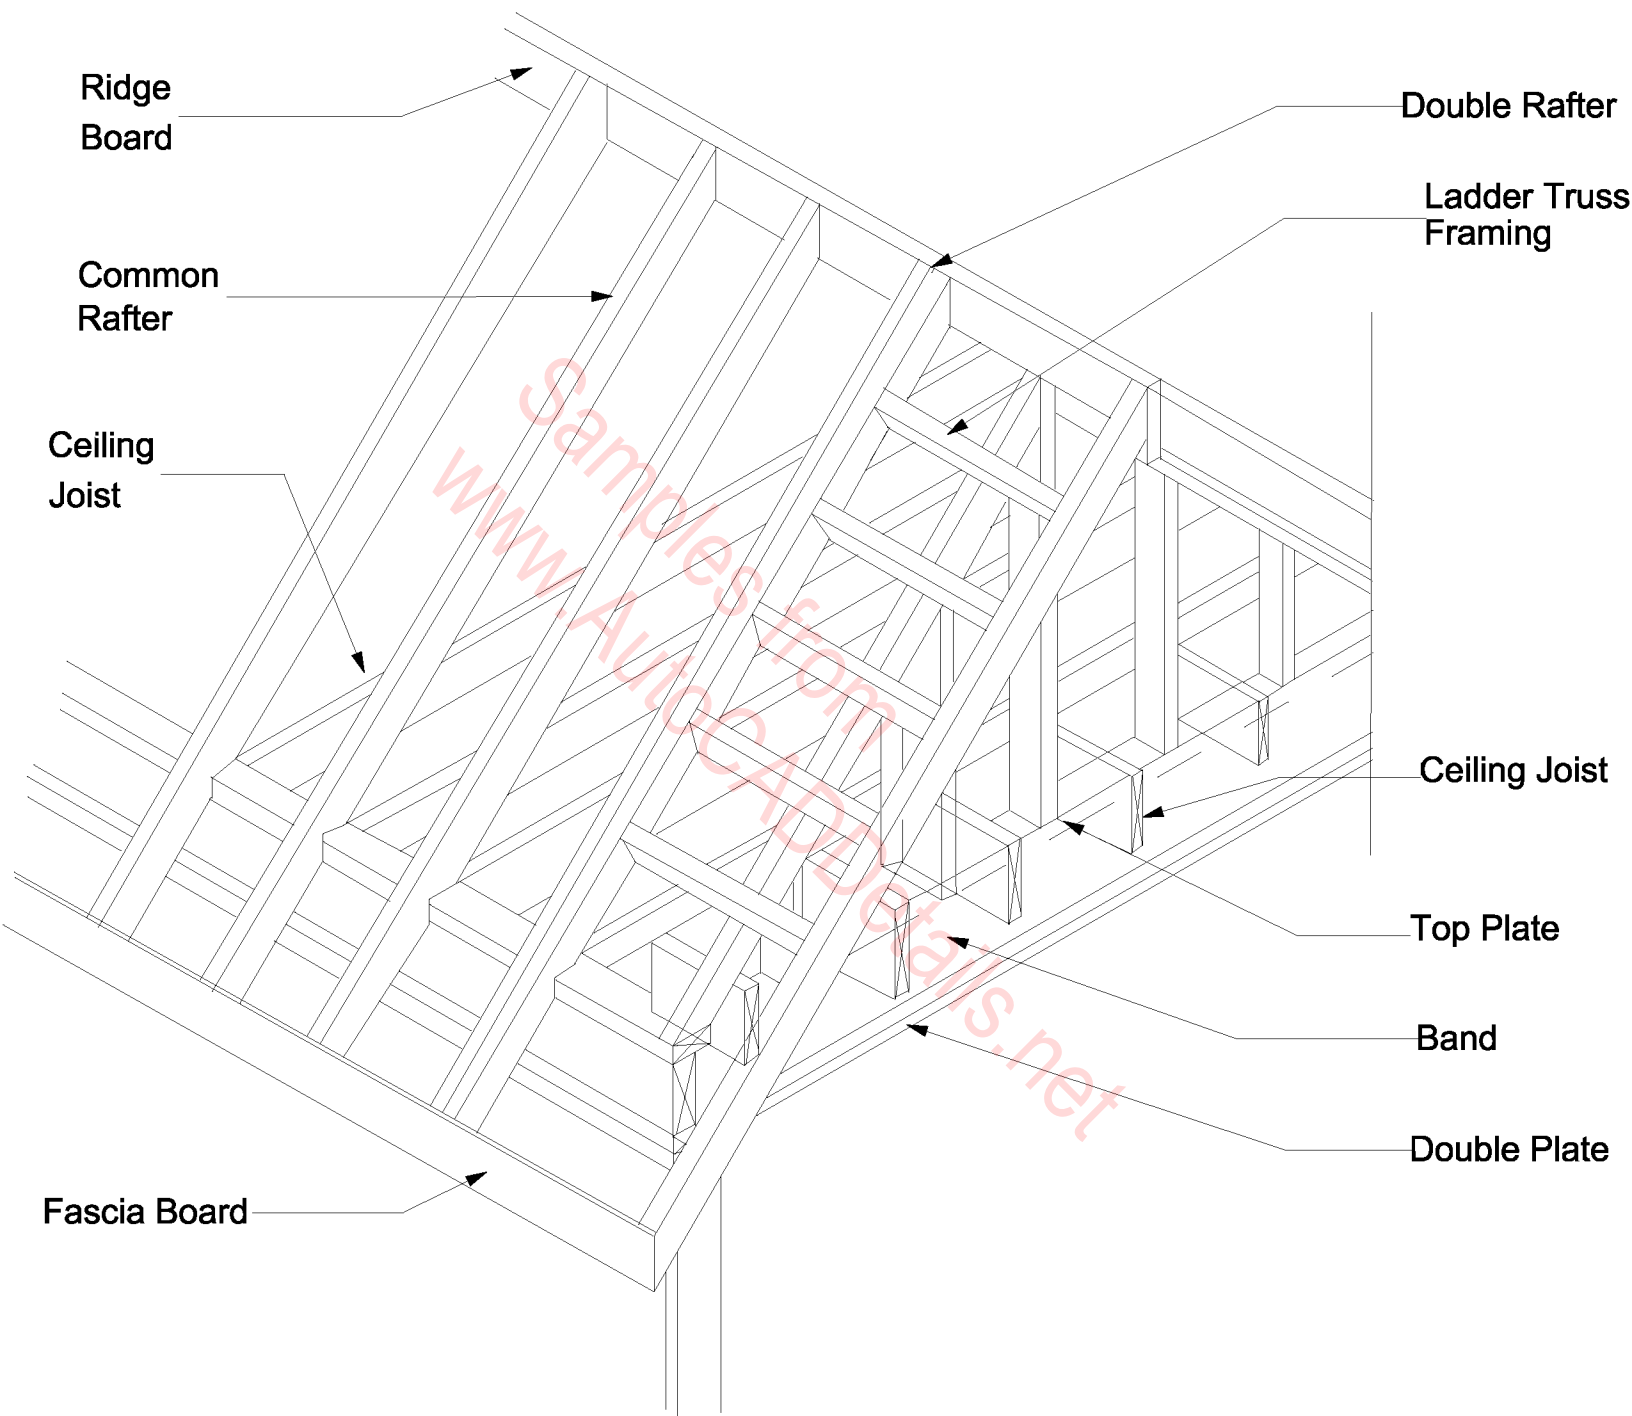 Ridge
Board
Common
Rafter
Ceiling
Joist
Fascia Board
Double Rafter
Ladder Truss
Framing
Ceiling Joist
Top Plate
Band
Double Plate
Samples from
www.AutoCADDetails.net